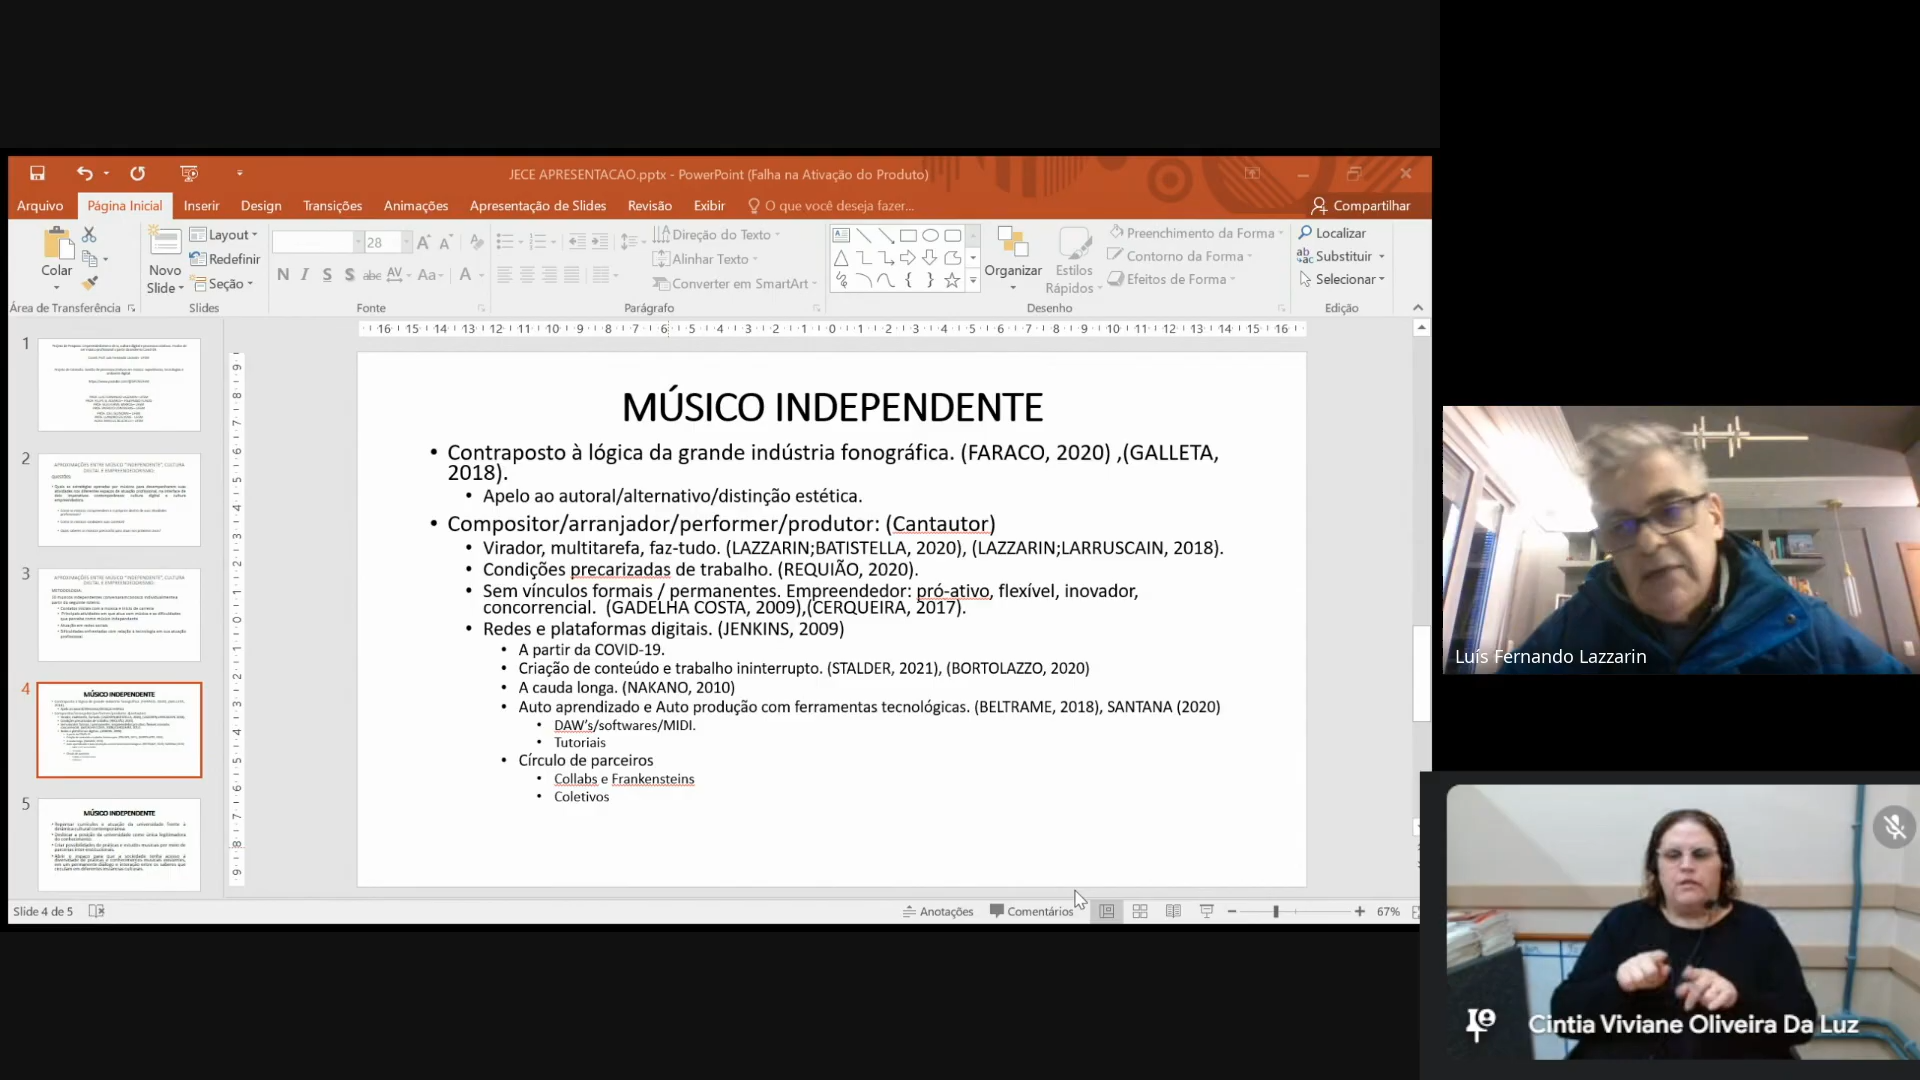 JECE APRESENTACAO.pptx - PowerPoint (Falha na Ativação do Produto)
Arquivo Página Inicial Inserir Design Transições Animações Apresentação de Slides Revisão Exibir O que você deseja fazer... Compartilhar
Colar
Área de Transferência
Novo Slide
Layout
Redefinir
Seção
Slides
28
Fonte
Direção do Texto
Alinhar Texto
Converter em SmartArt
Parágrafo
Organizar
Estilos Rápidos
Preenchimento da Forma
Contorno da Forma
Efeitos de Forma
Desenho
Localizar
Substituir
Selecionar
Edição
1
2
3
4
5
MÚSICO INDEPENDENTE
• Contraposto à lógica da grande indústria fonográfica. (FARACO, 2020) ,(GALLETA,
2018).
• Apelo ao autoral/alternativo/distinção estética.
• Compositor/arranjador/performer/produtor: (Cantautor)
• Virador, multitarefa, faz-tudo. (LAZZARIN;BATISTELLA, 2020), (LAZZARIN;LARRUSCAIN, 2018).
• Condições precarizadas de trabalho. (REQUIÃO, 2020).
• Sem vínculos formais / permanentes. Empreendedor: pró-ativo, flexível, inovador,
concorrencial. (GADELHA COSTA, 2009),(CERQUEIRA, 2017).
• Redes e plataformas digitais. (JENKINS, 2009)
• A partir da COVID-19.
• Criação de conteúdo e trabalho ininterrupto. (STALDER, 2021), (BORTOLAZZO, 2020)
• A cauda longa. (NAKANO, 2010)
• Auto aprendizado e Auto produção com ferramentas tecnológicas. (BELTRAME, 2018), SANTANA (2020)
• DAW's/softwares/MIDI.
• Tutoriais
• Círculo de parceiros
• Collabs e Frankensteins
• Coletivos
Slide 4 de 5
Anotações
Comentários
67%
Luís Fernando Lazzarin
Cintia Viviane Oliveira Da Luz